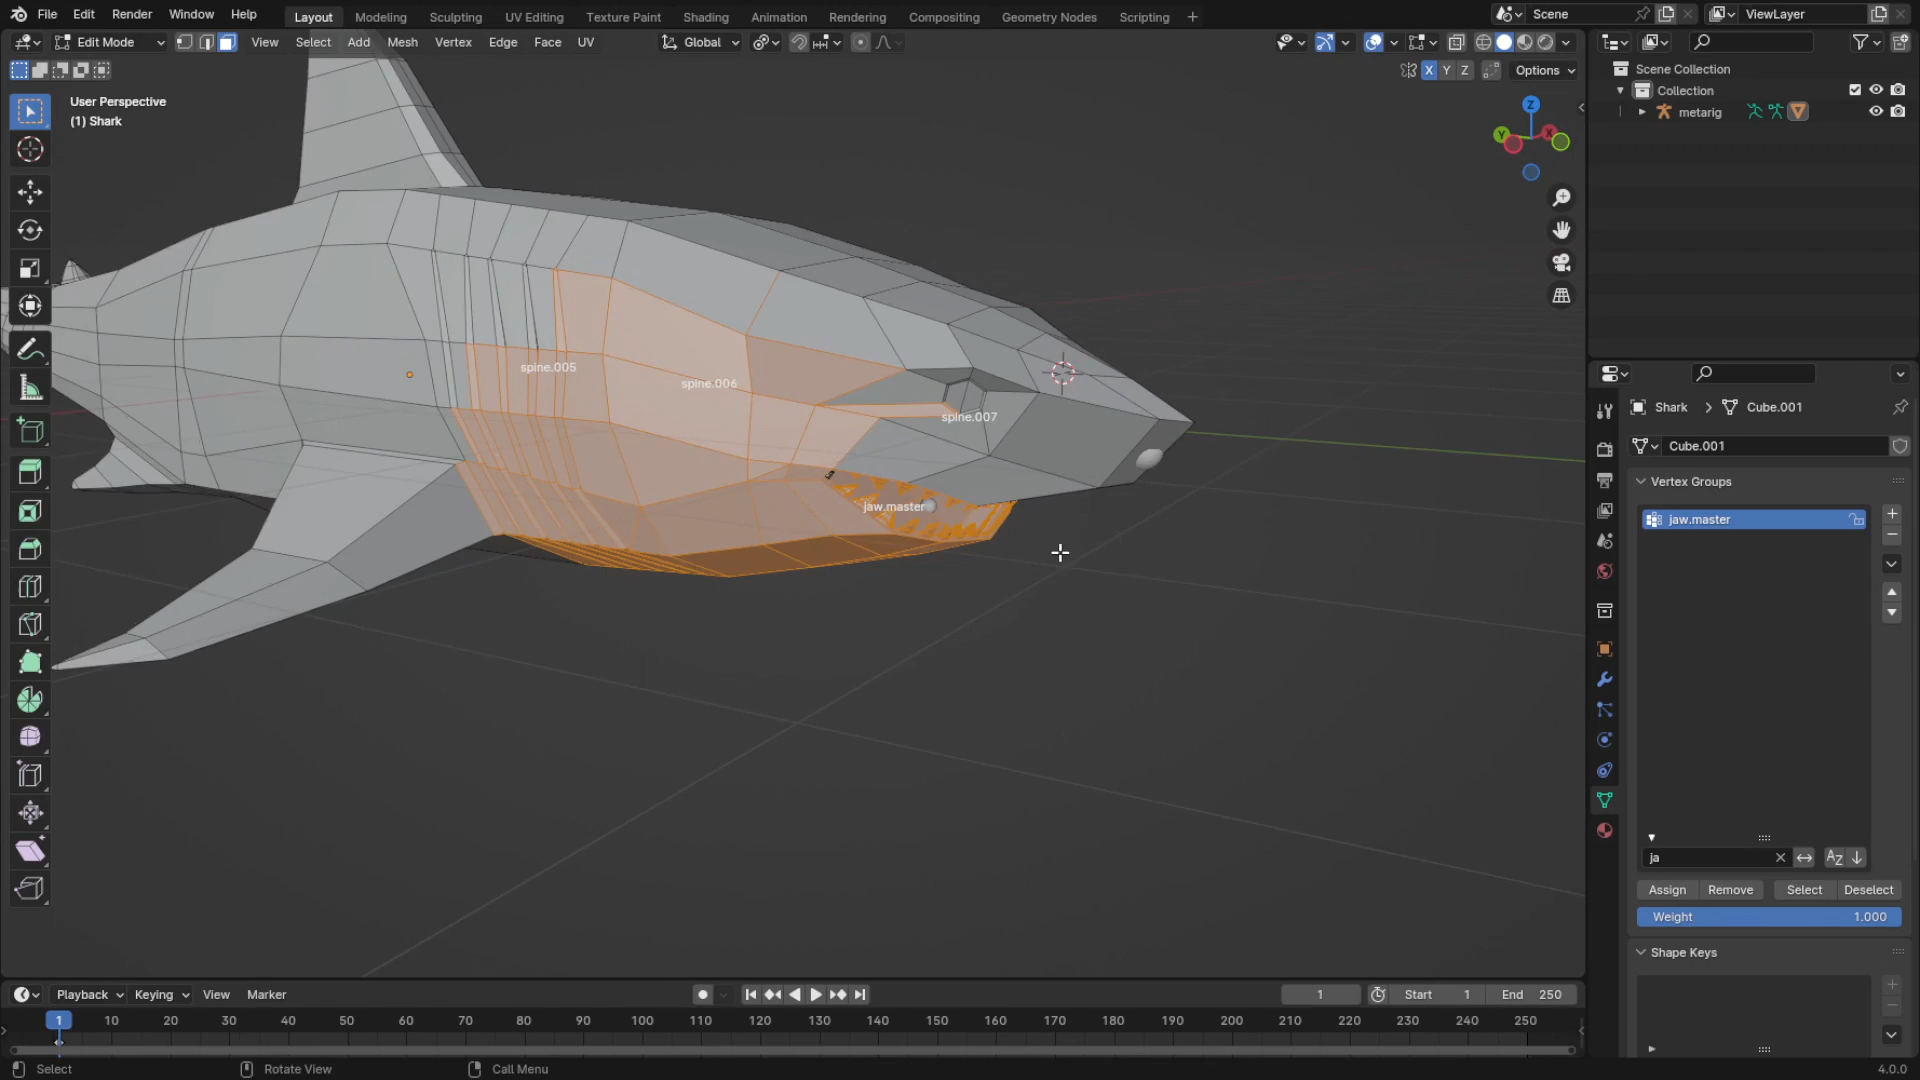 File Edit Render Window Help Layout Modeling Sculpting UV Editing Texture Paint Shading Animation Rendering Compositing Geometry Nodes Scripting + Scene ViewLayer
Edit Mode View Select Add Mesh Vertex Edge Face UV Global
X Y Z Options
User Perspective
(1) Shark
Z
Y X
spine.005
spine.006
spine.007
jaw.master
Scene Collection
Collection
metarig
Shark > Cube.001
Cube.001
Vertex Groups
jaw.master
ja
AZ
Assign Remove Select Deselect
Weight 1.000
Shape Keys
Playback Keying View Marker 1 Start 1 End 250
1 10 20 30 40 50 60 70 80 90 100 110 120 130 140 150 160 170 180 190 200 210 220 230 240 250
Select Rotate View Call Menu 4.0.0